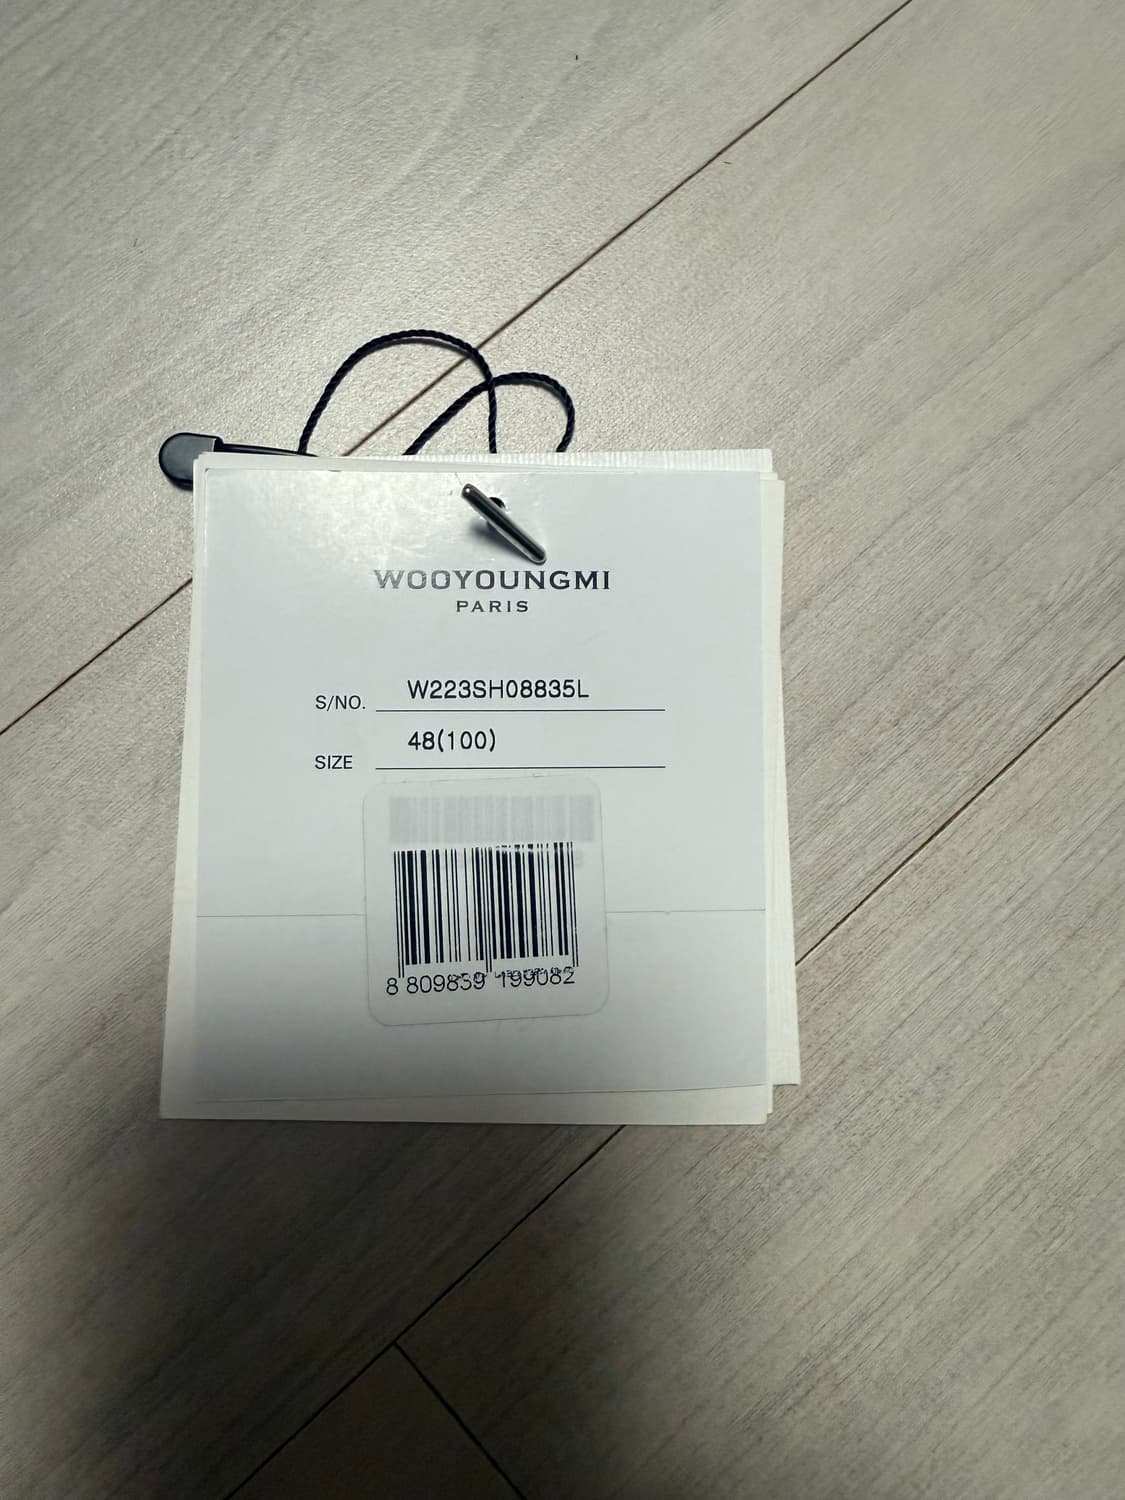 WOOYOUNGMI
PARIS
S/NO. W223SH08835L
SIZE 48(100)
8 809859 199082